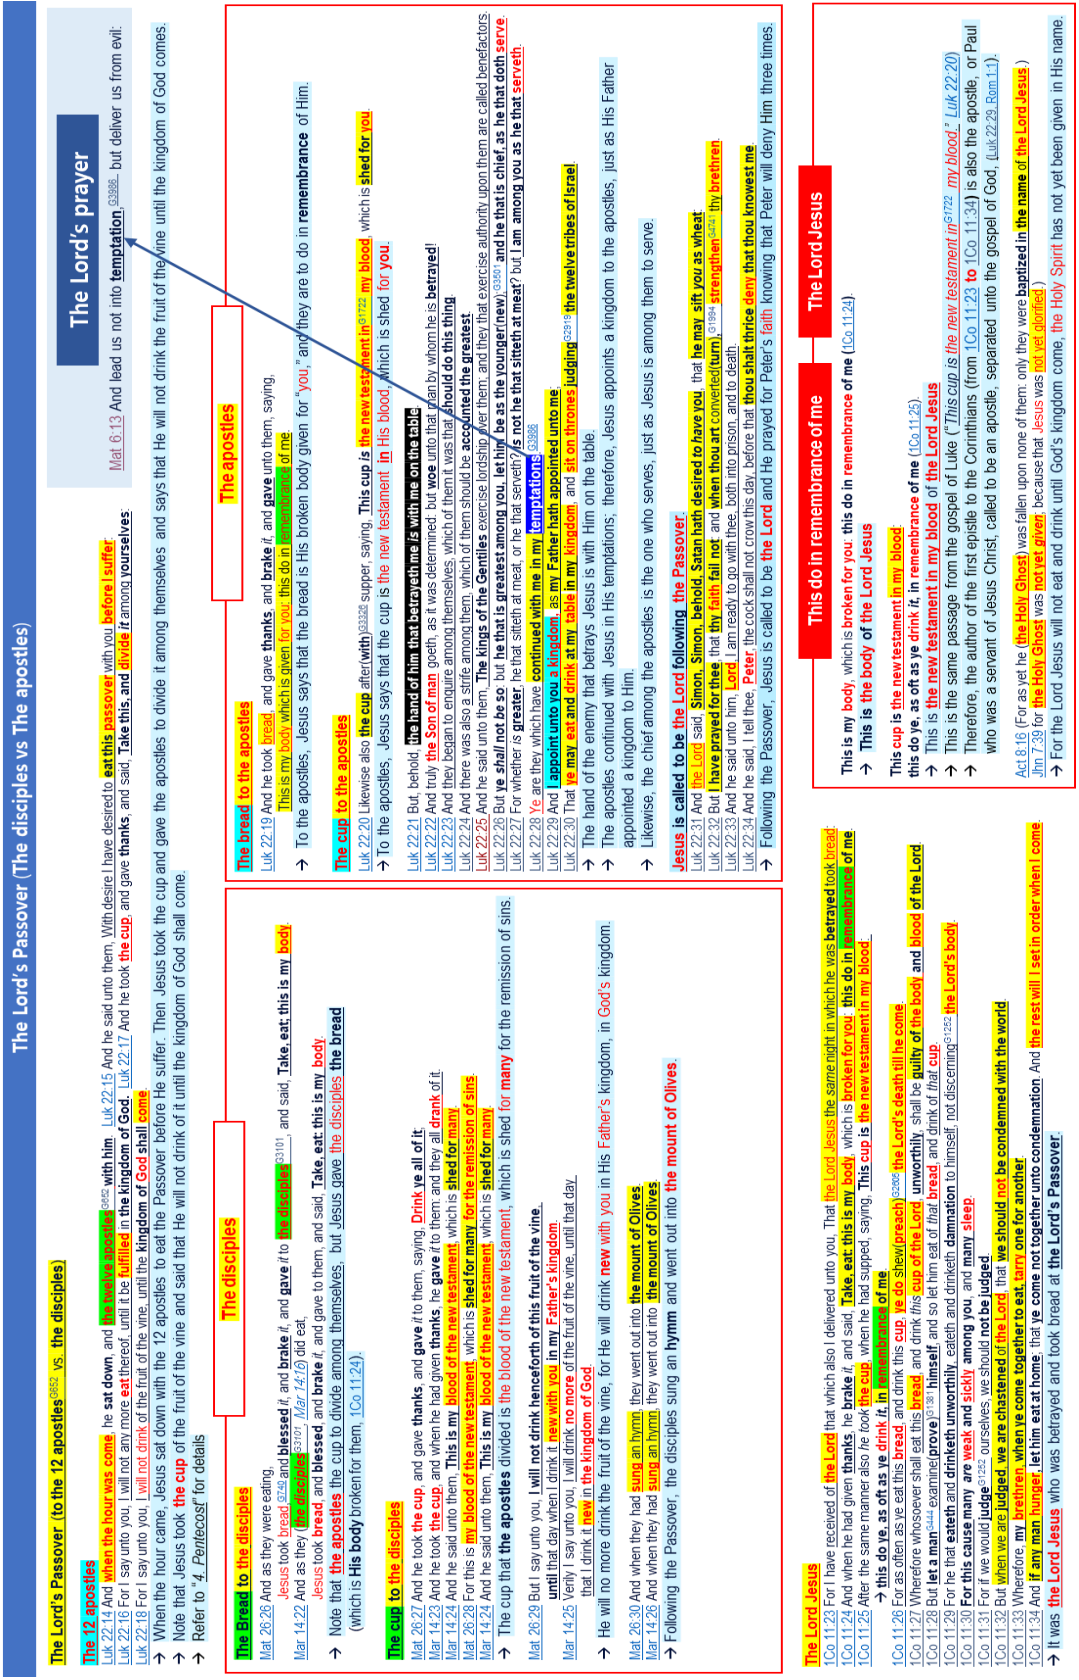 The Lord's Passover (The disciples vs The apostles)
The Lord's Passover (to the 12 apostlesG652 vs. the disciples)
The 12 apostles
Luk 22:14 And when the hour was come, he sat down, and the twelve apostlesG652 with him. Luk 22:15 And he said unto them, With desire I have desired to eat this passover with you before I suffer:
Luk 22:16 For I say unto you, I will not any more eat thereof, until it be fulfilled in the kingdom of God. Luk 22:17 And he took the cup, and gave thanks, and said, Take this, and divide it among yourselves:
Luk 22:18 For I say unto you, I will not drink of the fruit of the vine, until the kingdom of God shall come.
→ When the hour came, Jesus sat down with the 12 apostles to eat the Passover before He suffer. Then Jesus took the cup and gave the apostles to divide it among themselves and says that He will not drink the fruit of the vine until the kingdom of God comes.
→ Note that Jesus took the cup of the fruit of the vine and said that He will not drink of it until the kingdom of God shall come.
→ Refer to "4. Pentecost" for details
The Lord's prayer
Mat 6:13 And lead us not into temptation,G3986 but deliver us from evil:
The disciples
The Bread to the disciples
Mat 26:26 And as they were eating,
Jesus took bread,G740 and blessed it, and brake it, and gave it to the disciples,G3101, and said, Take, eat; this is my body.
Mar 14:22 And as they (the disciplesG3101, Mar 14:16) did eat,
Jesus took bread, and blessed, and brake it, and gave to them, and said, Take, eat: this is my body.
→ Note that the apostles the cup to divide among themselves, but Jesus gave the disciples the bread
(which is His body broken for them, 1Co 11:24).
The cup to the disciples
Mat 26:27 And he took the cup, and gave thanks, and gave it to them, saying, Drink ye all of it;
Mar 14:23 And he took the cup, and when he had given thanks, he gave it to them: and they all drank of it.
Mar 14:24 And he said unto them, This is my blood of the new testament, which is shed for many.
Mat 26:28 For this is my blood of the new testament, which is shed for many for the remission of sins.
Mar 14:24 And he said unto them, This is my blood of the new testament, which is shed for many.
→ The cup that the apostles divided is the blood of the new testament, which is shed for many for the remission of sins.
Mat 26:29 But I say unto you, I will not drink henceforth of this fruit of the vine,
until that day when I drink it new with you in my Father's kingdom.
Mar 14:25 Verily I say unto you, I will drink no more of the fruit of the vine, until that day
that I drink it new in the kingdom of God.
→ He will no more drink the fruit of the vine, for He will drink new with you in His Father's kingdom, in God's kingdom.
Mat 26:30 And when they had sung an hymn, they went out into the mount of Olives.
Mar 14:26 And when they had sung an hymn, they went out into the mount of Olives.
→ Following the Passover, the disciples sung an hymn and went out into the mount of Olives.
The apostles
The bread to the apostles
Luk 22:19 And he took bread, and gave thanks, and brake it, and gave unto them, saying,
This is my body which is given for you: this do in remembrance of me.
→ To the apostles, Jesus says that the bread is His broken body given for "you," and they are to do in remembrance of Him.
The cup to the apostles
Luk 22:20 Likewise also the cup after(with)G3326 supper, saying, This cup is the new testament inG1722 my blood, which is shed for you.
→ To the apostles, Jesus says that the cup is the new testament in His blood, which is shed for you.
Luk 22:21 But, behold, the hand of him that betrayeth me is with me on the table.
Luk 22:22 And truly the Son of man goeth, as it was determined: but woe unto that man by whom he is betrayed!
Luk 22:23 And they began to enquire among themselves, which of them it was that should do this thing.
Luk 22:24 And there was also a strife among them, which of them should be accounted the greatest.
Luk 22:25 And he said unto them, The kings of the Gentiles exercise lordship over them; and they that exercise authority upon them are called benefactors.
Luk 22:26 But ye shall not be so: but he that is greatest among you, let him be as the younger(new);G3501 and he that is chief, as he that doth serve.
Luk 22:27 For whether is greater, he that sitteth at meat, or he that serveth? is not he that sitteth at meat? but I am among you as he that serveth.
Luk 22:28 Ye are they which have continued with me in my temptations.G3986
Luk 22:29 And I appoint unto you a kingdom, as my Father hath appointed unto me;
Luk 22:30 That ye may eat and drink at my table in my kingdom, and sit on thrones judgingG2919 the twelve tribes of Israel.
→ The hand of the enemy that betrays Jesus is with Him on the table.
→ The apostles continued with Jesus in His temptations; therefore, Jesus appoints a kingdom to the apostles, just as His Father
appointed a kingdom to Him.
→ Likewise, the chief among the apostles is the one who serves, just as Jesus is among them to serve.
Jesus is called to be the Lord following the Passover.
Luk 22:31 And the Lord said, Simon, Simon, behold, Satan hath desired to have you, that he may sift you as wheat:
Luk 22:32 But I have prayed for thee, that thy faith fail not: and when thou art converted(turn),G1994 strengthenG4741 thy brethren.
Luk 22:33 And he said unto him, Lord, I am ready to go with thee, both into prison, and to death.
Luk 22:34 And he said, I tell thee, Peter, the cock shall not crow this day, before that thou shalt thrice deny that thou knowest me.
→ Following the Passover, Jesus is called to be the Lord and He prayed for Peter's faith knowing that Peter will deny Him three times.
The Lord Jesus
1Co 11:23 For I have received of the Lord that which also I delivered unto you, That the Lord Jesus the same night in which he was betrayed took bread:
1Co 11:24 And when he had given thanks, he brake it, and said, Take, eat: this is my body, which is broken for you: this do in remembrance of me.
1Co 11:25 After the same manner also he took the cup, when he had supped, saying, This cup is the new testament in my blood:
→ this do ye, as oft as ye drink it, in remembrance of me.
1Co 11:26 For as often as ye eat this bread, and drink this cup, ye do shew(preach)G2605 the Lord's death till he come.
1Co 11:27 Wherefore whosoever shall eat this bread, and drink this cup of the Lord, unworthily, shall be guilty of the body and blood of the Lord.
1Co 11:28 But let a manG444 examine(prove)G1381 himself, and so let him eat of that bread, and drink of that cup.
1Co 11:29 For he that eateth and drinketh unworthily, eateth and drinketh damnation to himself, not discerningG1252 the Lord's body.
1Co 11:30 For this cause many are weak and sickly among you, and many sleep.
1Co 11:31 For if we would judgeG1252 ourselves, we should not be judged.
1Co 11:32 But when we are judged, we are chastened of the Lord, that we should not be condemned with the world.
1Co 11:33 Wherefore, my brethren, when ye come together to eat, tarry one for another.
1Co 11:34 And if any man hunger, let him eat at home; that ye come not together unto condemnation. And the rest will I set in order when I come.
→ It was the Lord Jesus who was betrayed and took bread at the Lord's Passover.
This do in remembrance of me
The Lord Jesus
This is my body, which is broken for you: this do in remembrance of me (1Co 11:24).
→ This is the body of the Lord Jesus
This cup is the new testament in my blood:
this do ye, as oft as ye drink it, in remembrance of me (1Co 11:25).
→ This is the new testament in my blood of the Lord Jesus
→ This is the same passage from the gospel of Luke ("This cup is the new testament inG1722 my blood." Luk 22:20)
→ Therefore, the author of the first epistle to the Corinthians (from 1Co 11:23 to 1Co 11:34) is also the apostle, or Paul
who was a servant of Jesus Christ, called to be an apostle, separated unto the gospel of God, (Luk 22:29, Rom 1:1).
Act 8:16 (For as yet he (the Holy Ghost) was fallen upon none of them: only they were baptized in the name of the Lord Jesus.)
Jhn 7:39 for the Holy Ghost was not yet given; because that Jesus was not yet glorified.)
→ For the Lord Jesus will not eat and drink until God's kingdom come, the Holy Spirit has not yet been given in His name.